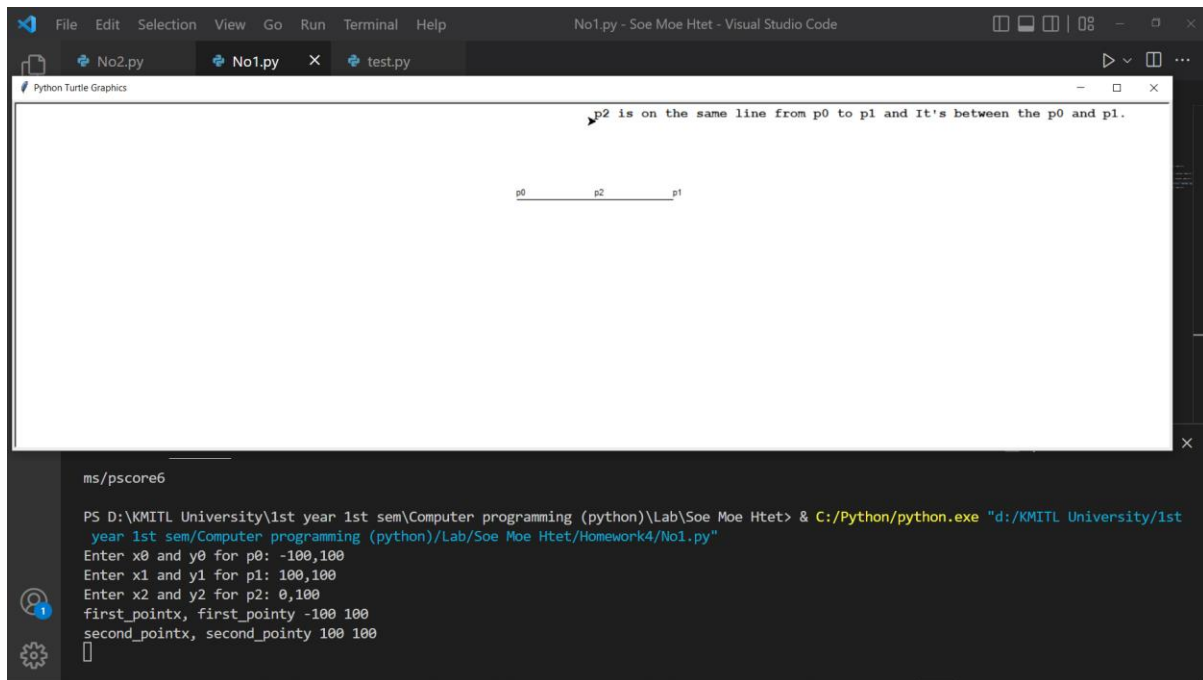 File Edit Selection View Go Run Terminal Help No1.py - Soe Moe Htet - Visual Studio Code
No2.py No1.py test.py
Python Turtle Graphics
p2 is on the same line from p0 to p1 and It's between the p0 and p1.
p0 p2 p1
ms/pscore6
PS D:\KMITL University\1st year 1st sem\Computer programming (python)\Lab\Soe Moe Htet> & C:/Python/python.exe "d:/KMITL University/1st
year 1st sem/Computer programming (python)/Lab/Soe Moe Htet/Homework4/No1.py"
Enter x0 and y0 for p0: -100,100
Enter x1 and y1 for p1: 100,100
Enter x2 and y2 for p2: 0,100
first_pointx, first_pointy -100 100
1
second_pointx, second_pointy 100 100